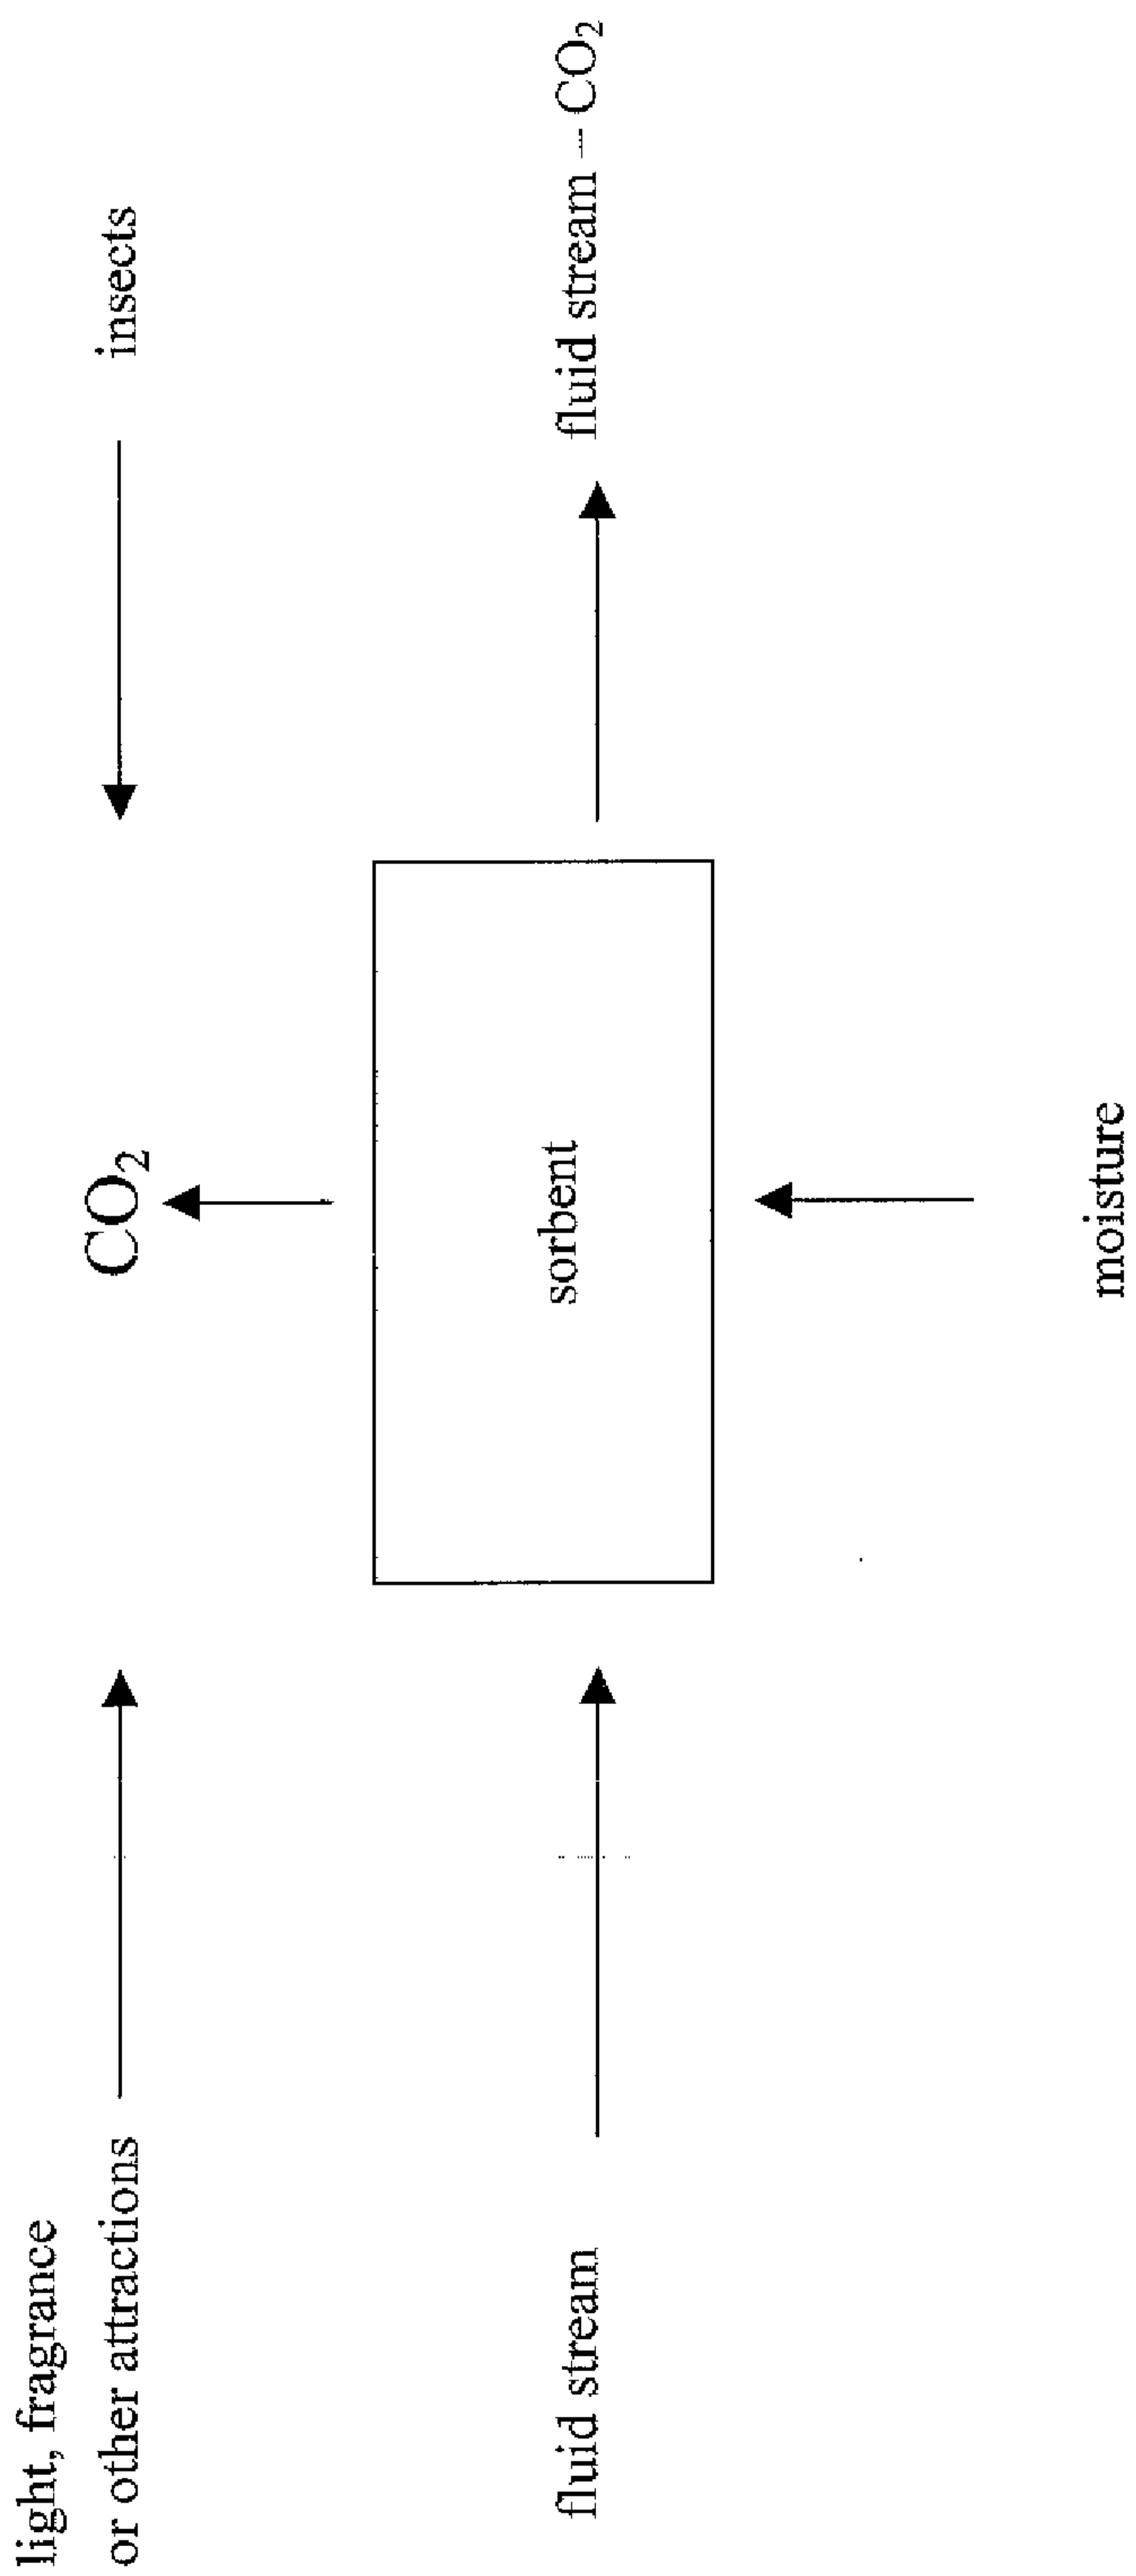 light, fragrance
or other attractions
CO₂
insects
fluid stream
sorbent
fluid stream – CO₂
moisture